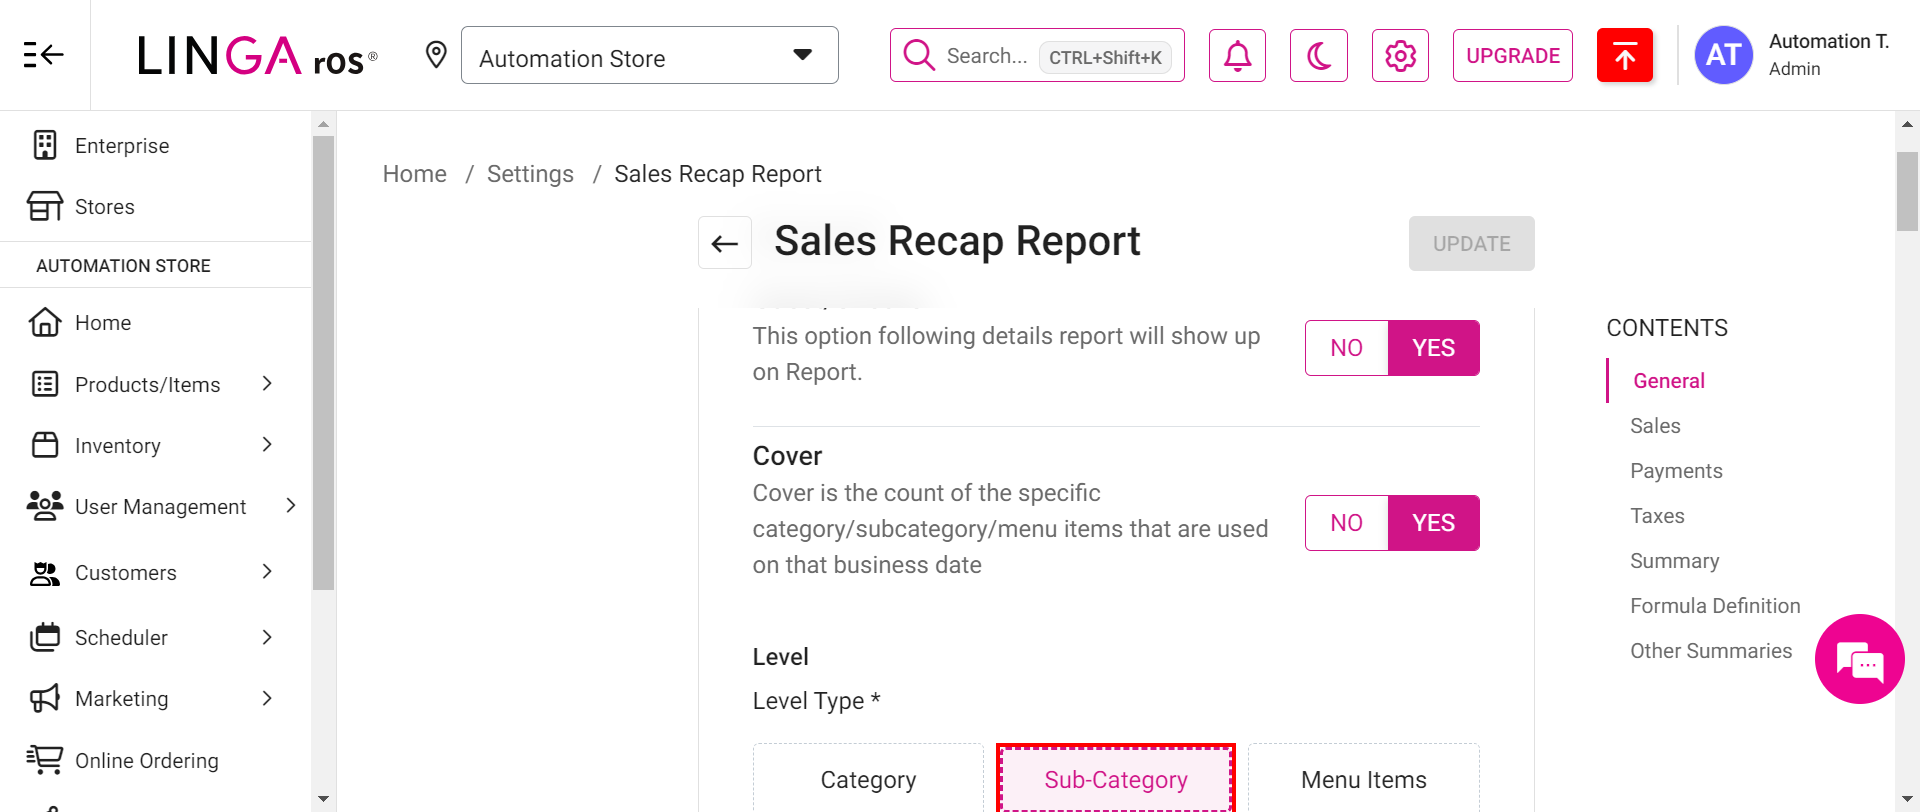 LINGA ros®
Automation Store
Search... CTRL+Shift+K
UPGRADE
AT
Automation T.
Admin
Enterprise
Stores
AUTOMATION STORE
Home
Products/Items
Inventory
User Management
Customers
Scheduler
Marketing
Online Ordering
Home / Settings / Sales Recap Report
Sales Recap Report
UPDATE
This option following details report will show up
on Report.
NO YES
Cover
Cover is the count of the specific
category/subcategory/menu items that are used
on that business date
NO YES
Level
Level Type *
Category Sub-Category Menu Items
CONTENTS
General
Sales
Payments
Taxes
Summary
Formula Definition
Other Summaries